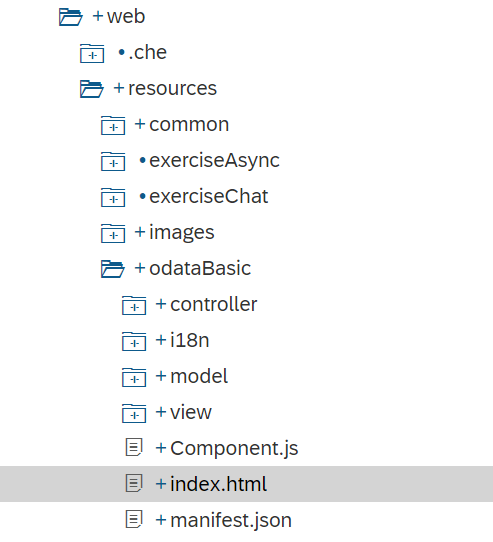 + web
• .che
+ resources
+ common
• exerciseAsync
• exerciseChat
+ images
+ odataBasic
+ controller
+ i18n
+ model
+ view
+ Component.js
+ index.html
+ manifest.json